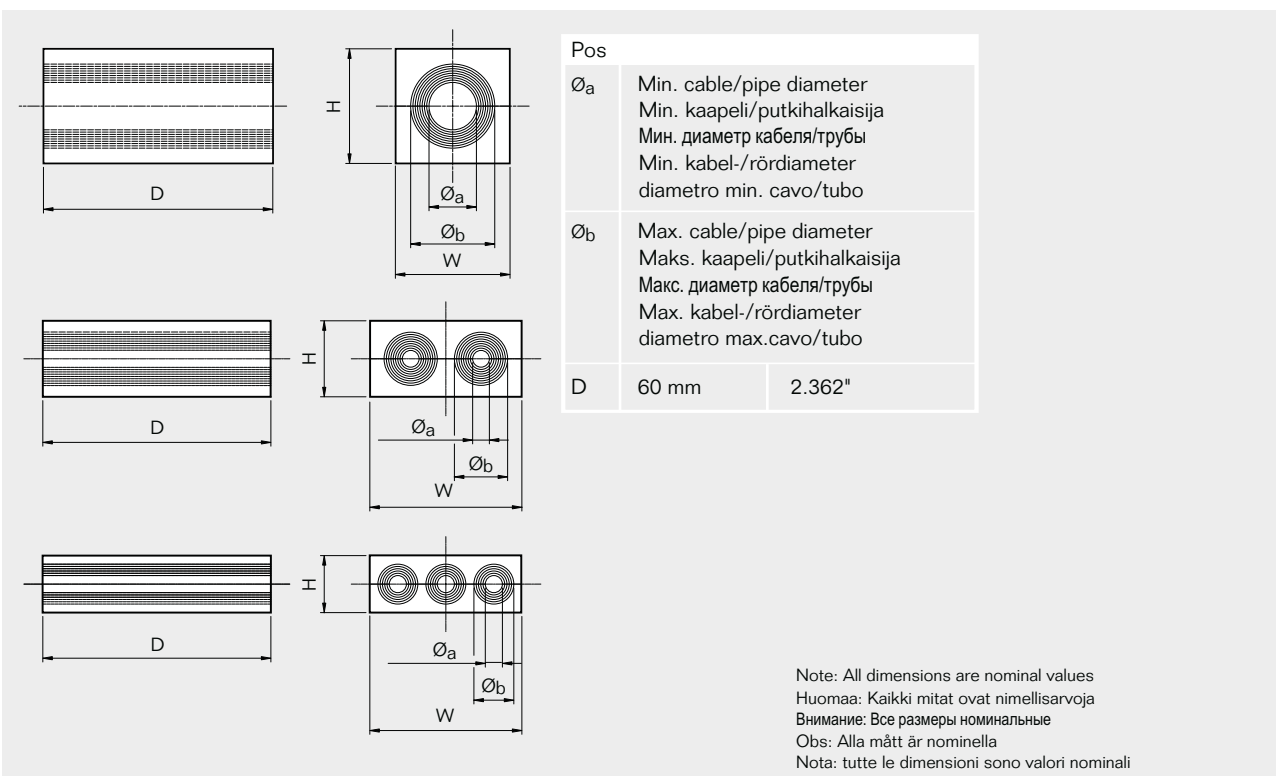 H
D
Øa
Øb
W
H
D
Øa
Øb
W
H
D
Øa
Øb
W
Pos
Øa
Min. cable/pipe diameter
Min. kaapeli/putkihalkaisija
Мин. диаметр кабеля/трубы
Min. kabel-/rördiameter
diametro min. cavo/tubo
Øb
Max. cable/pipe diameter
Maks. kaapeli/putkihalkaisija
Макс. диаметр кабеля/трубы
Max. kabel-/rördiameter
diametro max.cavo/tubo
D 60 mm 2.362"
Note: All dimensions are nominal values
Huomaa: Kaikki mitat ovat nimellisarvoja
Внимание: Все размеры номинальные
Obs: Alla mått är nominella
Nota: tutte le dimensioni sono valori nominali